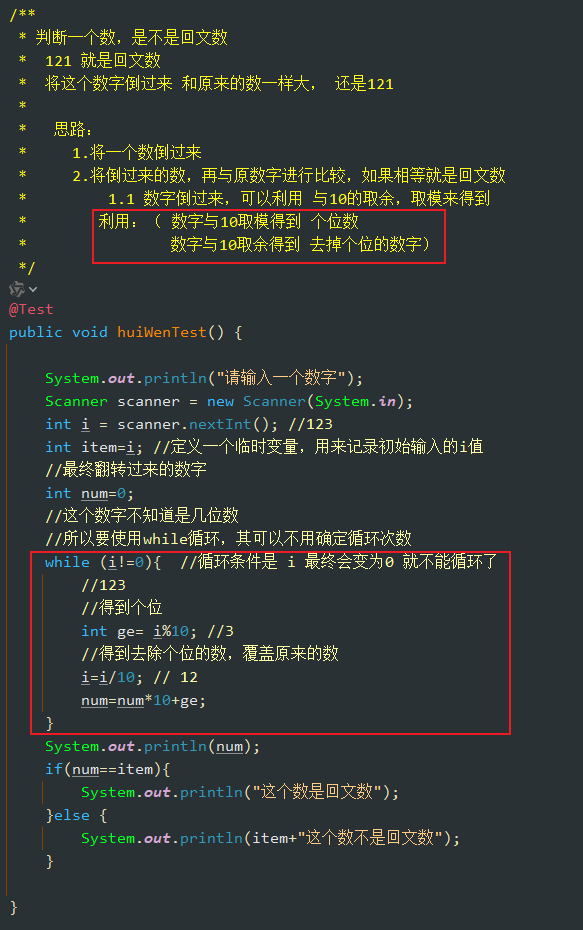 /**
 * 判断一个数，是不是回文数
 *  121 就是回文数
 *  将这个数字倒过来 和原来的数一样大， 还是121
 *
 *   思路：
 *     1.将一个数倒过来
 *     2.将倒过来的数，再与原数字进行比较，如果相等就是回文数
 *         1.1 数字倒过来，可以利用 与10的取余，取模来得到
 *        利用：（ 数字与10取模得到 个位数
 *                数字与10取余得到 去掉个位的数字）
 */
@Test
public void huiWenTest() {
    System.out.println("请输入一个数字");
    Scanner scanner = new Scanner(System.in);
    int i = scanner.nextInt(); //123
    int item=i; //定义一个临时变量，用来记录初始输入的i值
    //最终翻转过来的数字
    int num=0;
    //这个数字不知道是几位数
    //所以要使用while循环，其可以不用确定循环次数
    while (i!=0){  //循环条件是 i 最终会变为0 就不能循环了
        //123
        //得到个位
        int ge= i%10; //3
        //得到去除个位的数，覆盖原来的数
        i=i/10; // 12
        num=num*10+ge;
    }
    System.out.println(num);
    if(num==item){
        System.out.println("这个数是回文数");
    }else {
        System.out.println(item+"这个数不是回文数");
    }
}